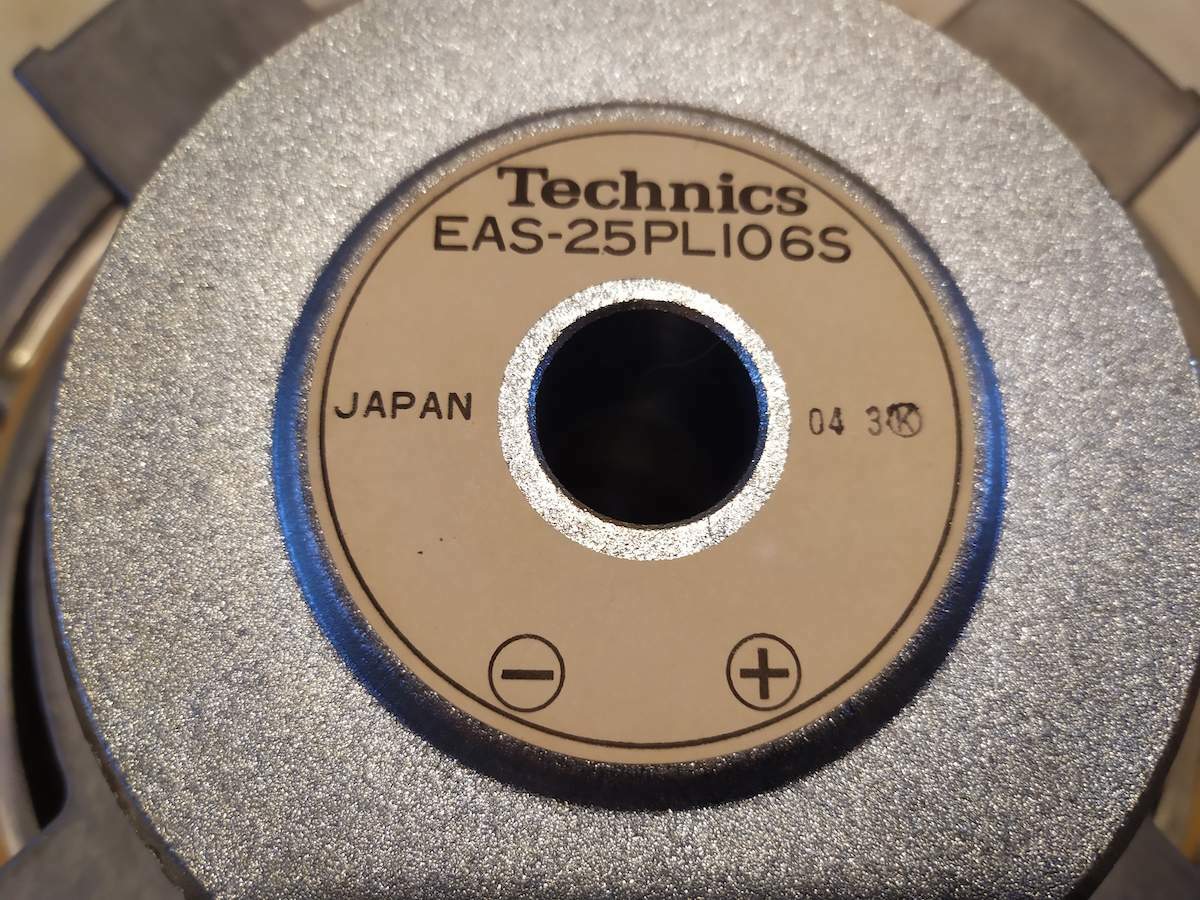 Technics
EAS-25PL106S
JAPAN
04 3Ⓚ
⊖ ⊕